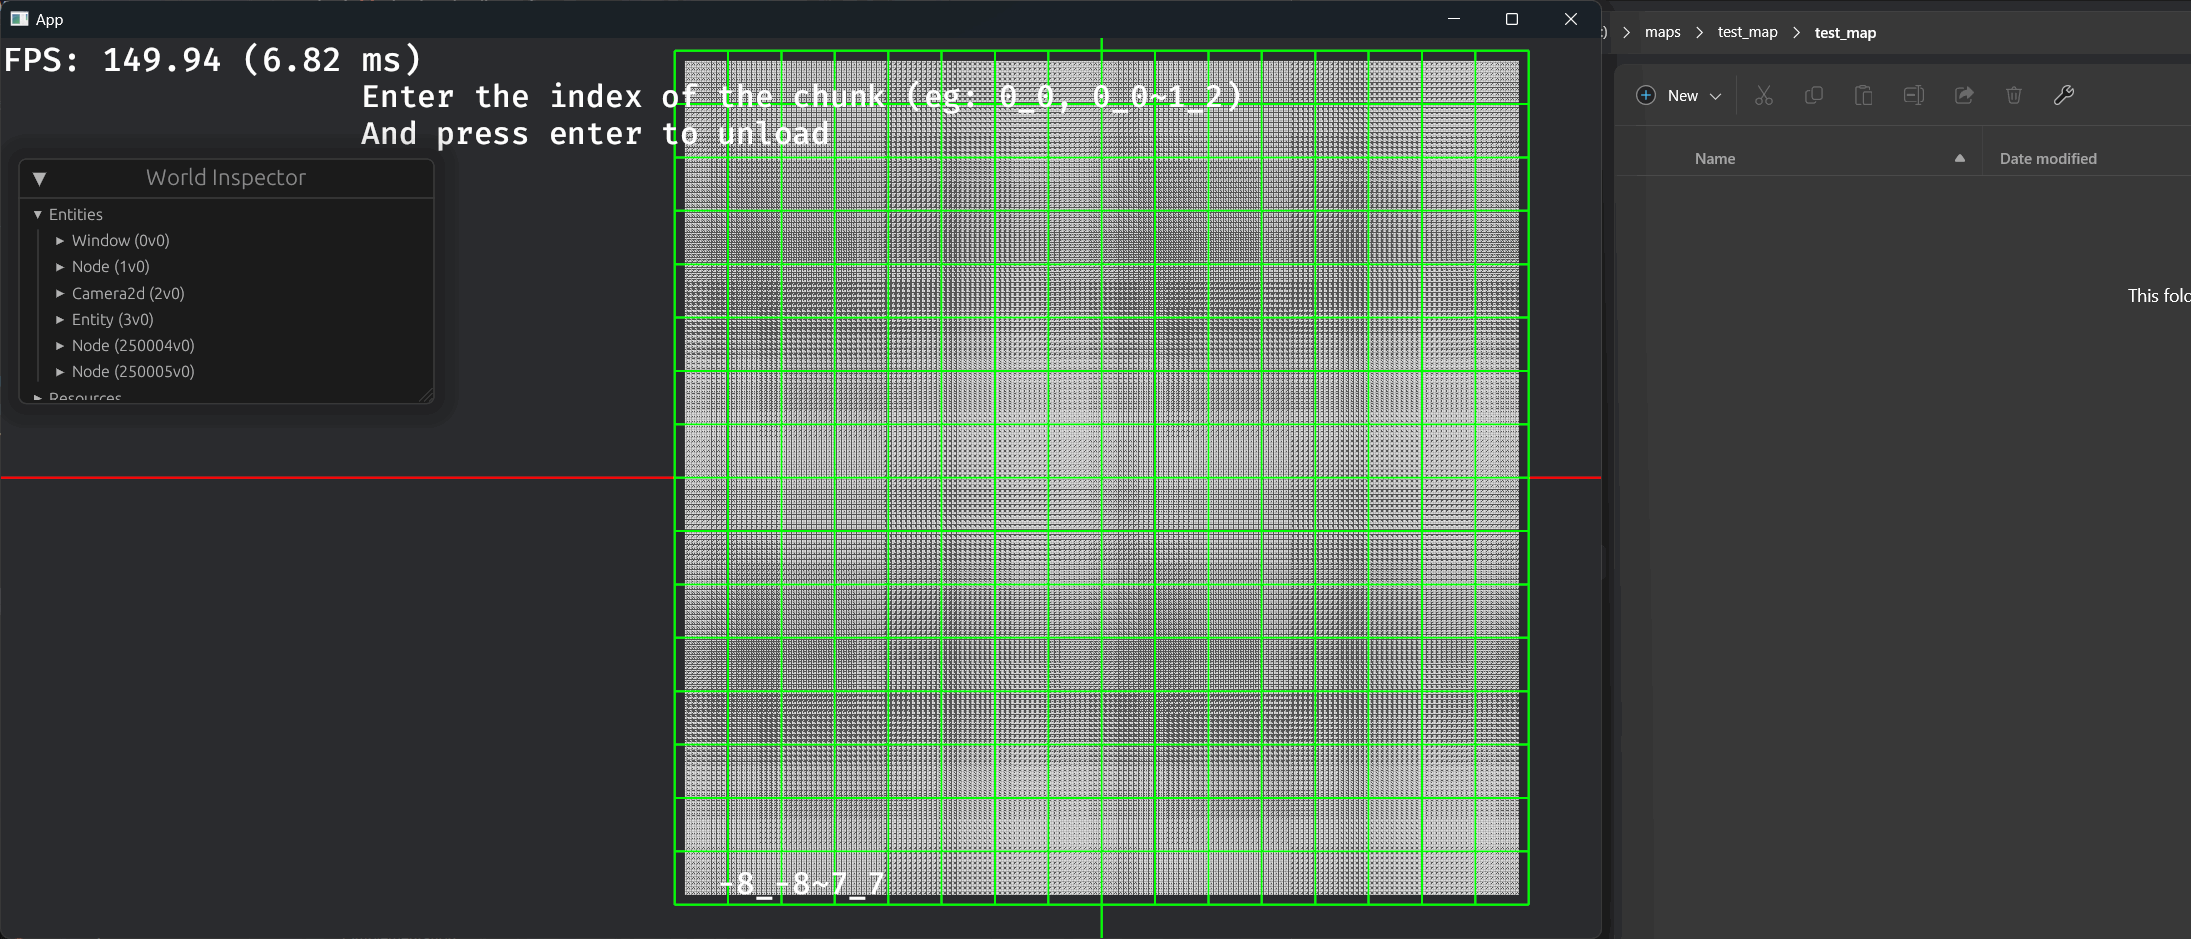 App
FPS: 149.94 (6.82 ms)
Enter the index of the chunk (eg: 0_0, 0_0~1_2)
And press enter to unload
World Inspector
Entities
Window (0v0)
Node (1v0)
Camera2d (2v0)
Entity (3v0)
Node (250004v0)
Node (250005v0)
Resources
-8_-8~7_7
maps > test_map > test_map
New
Name
Date modified
This fold